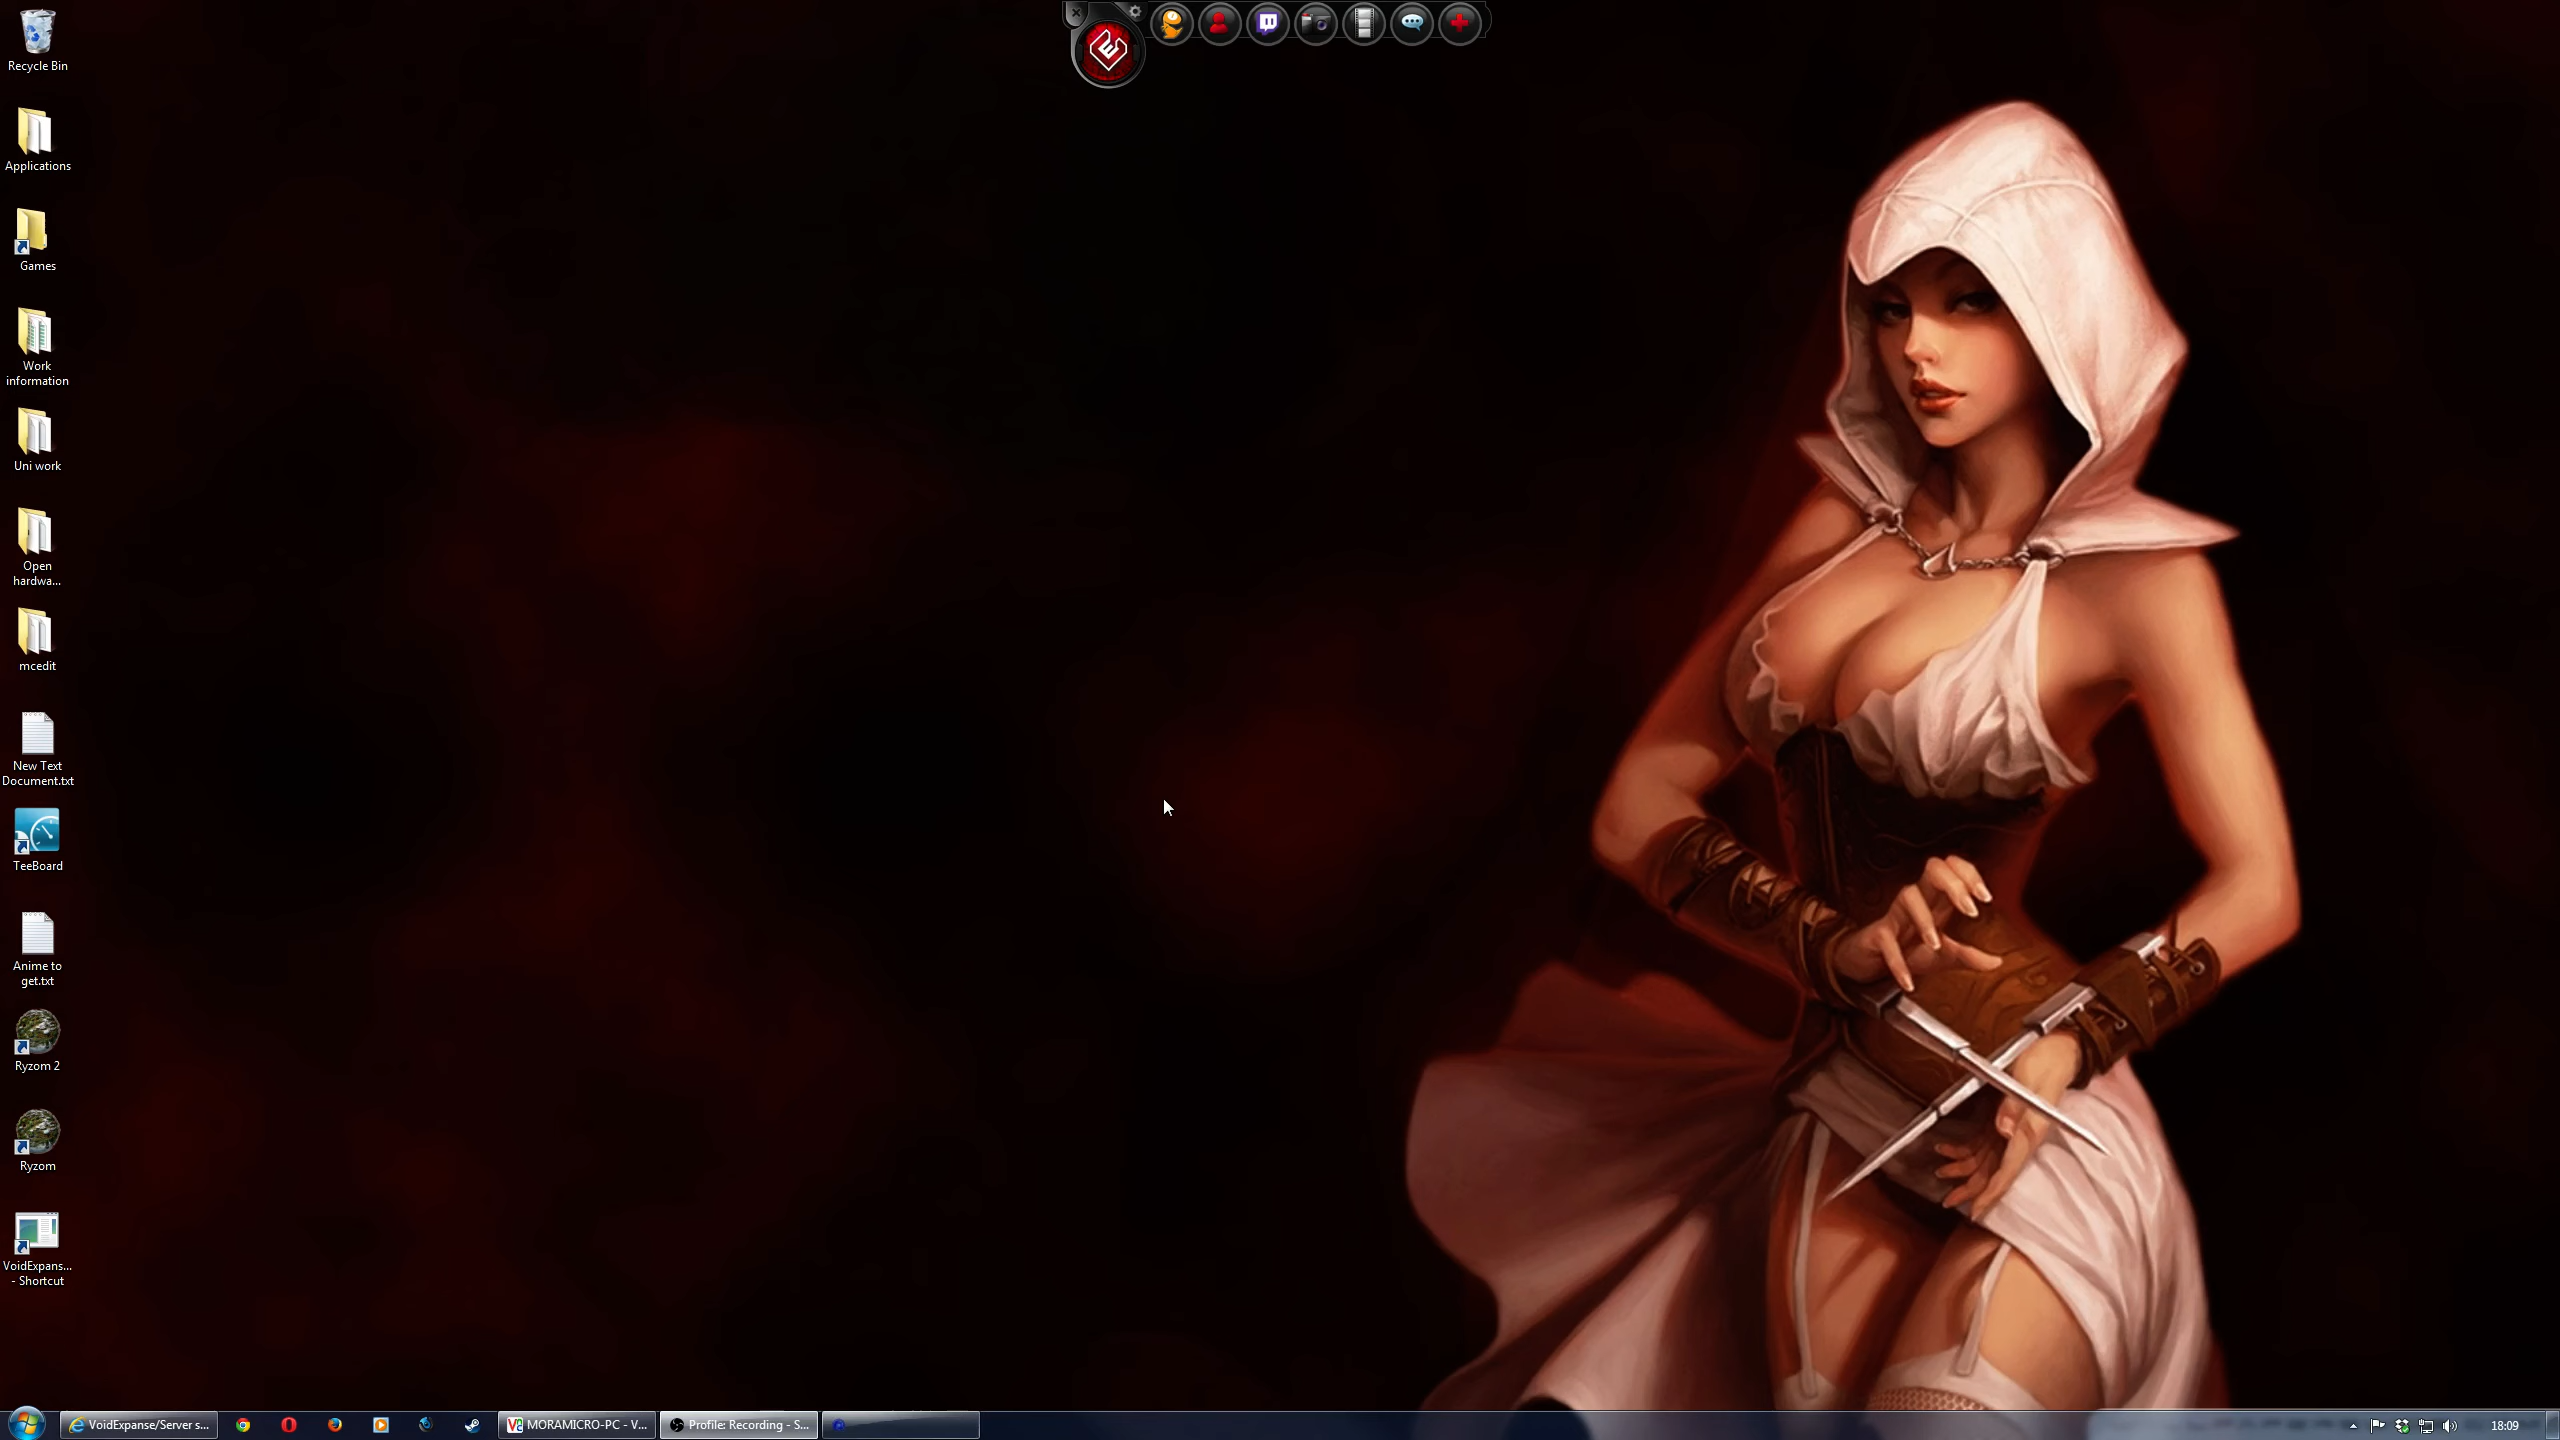 Recycle Bin
Applications
Games
Work
information
Uni work
Open
hardwa...
mcedit
New Text
Document.txt
TeeBoard
Anime to
get.txt
Ryzom 2
Ryzom
VoidExpans...
- Shortcut
VoidExpanse/Server s...
MORAMICRO-PC - V...
Profile: Recording - S...
18:09